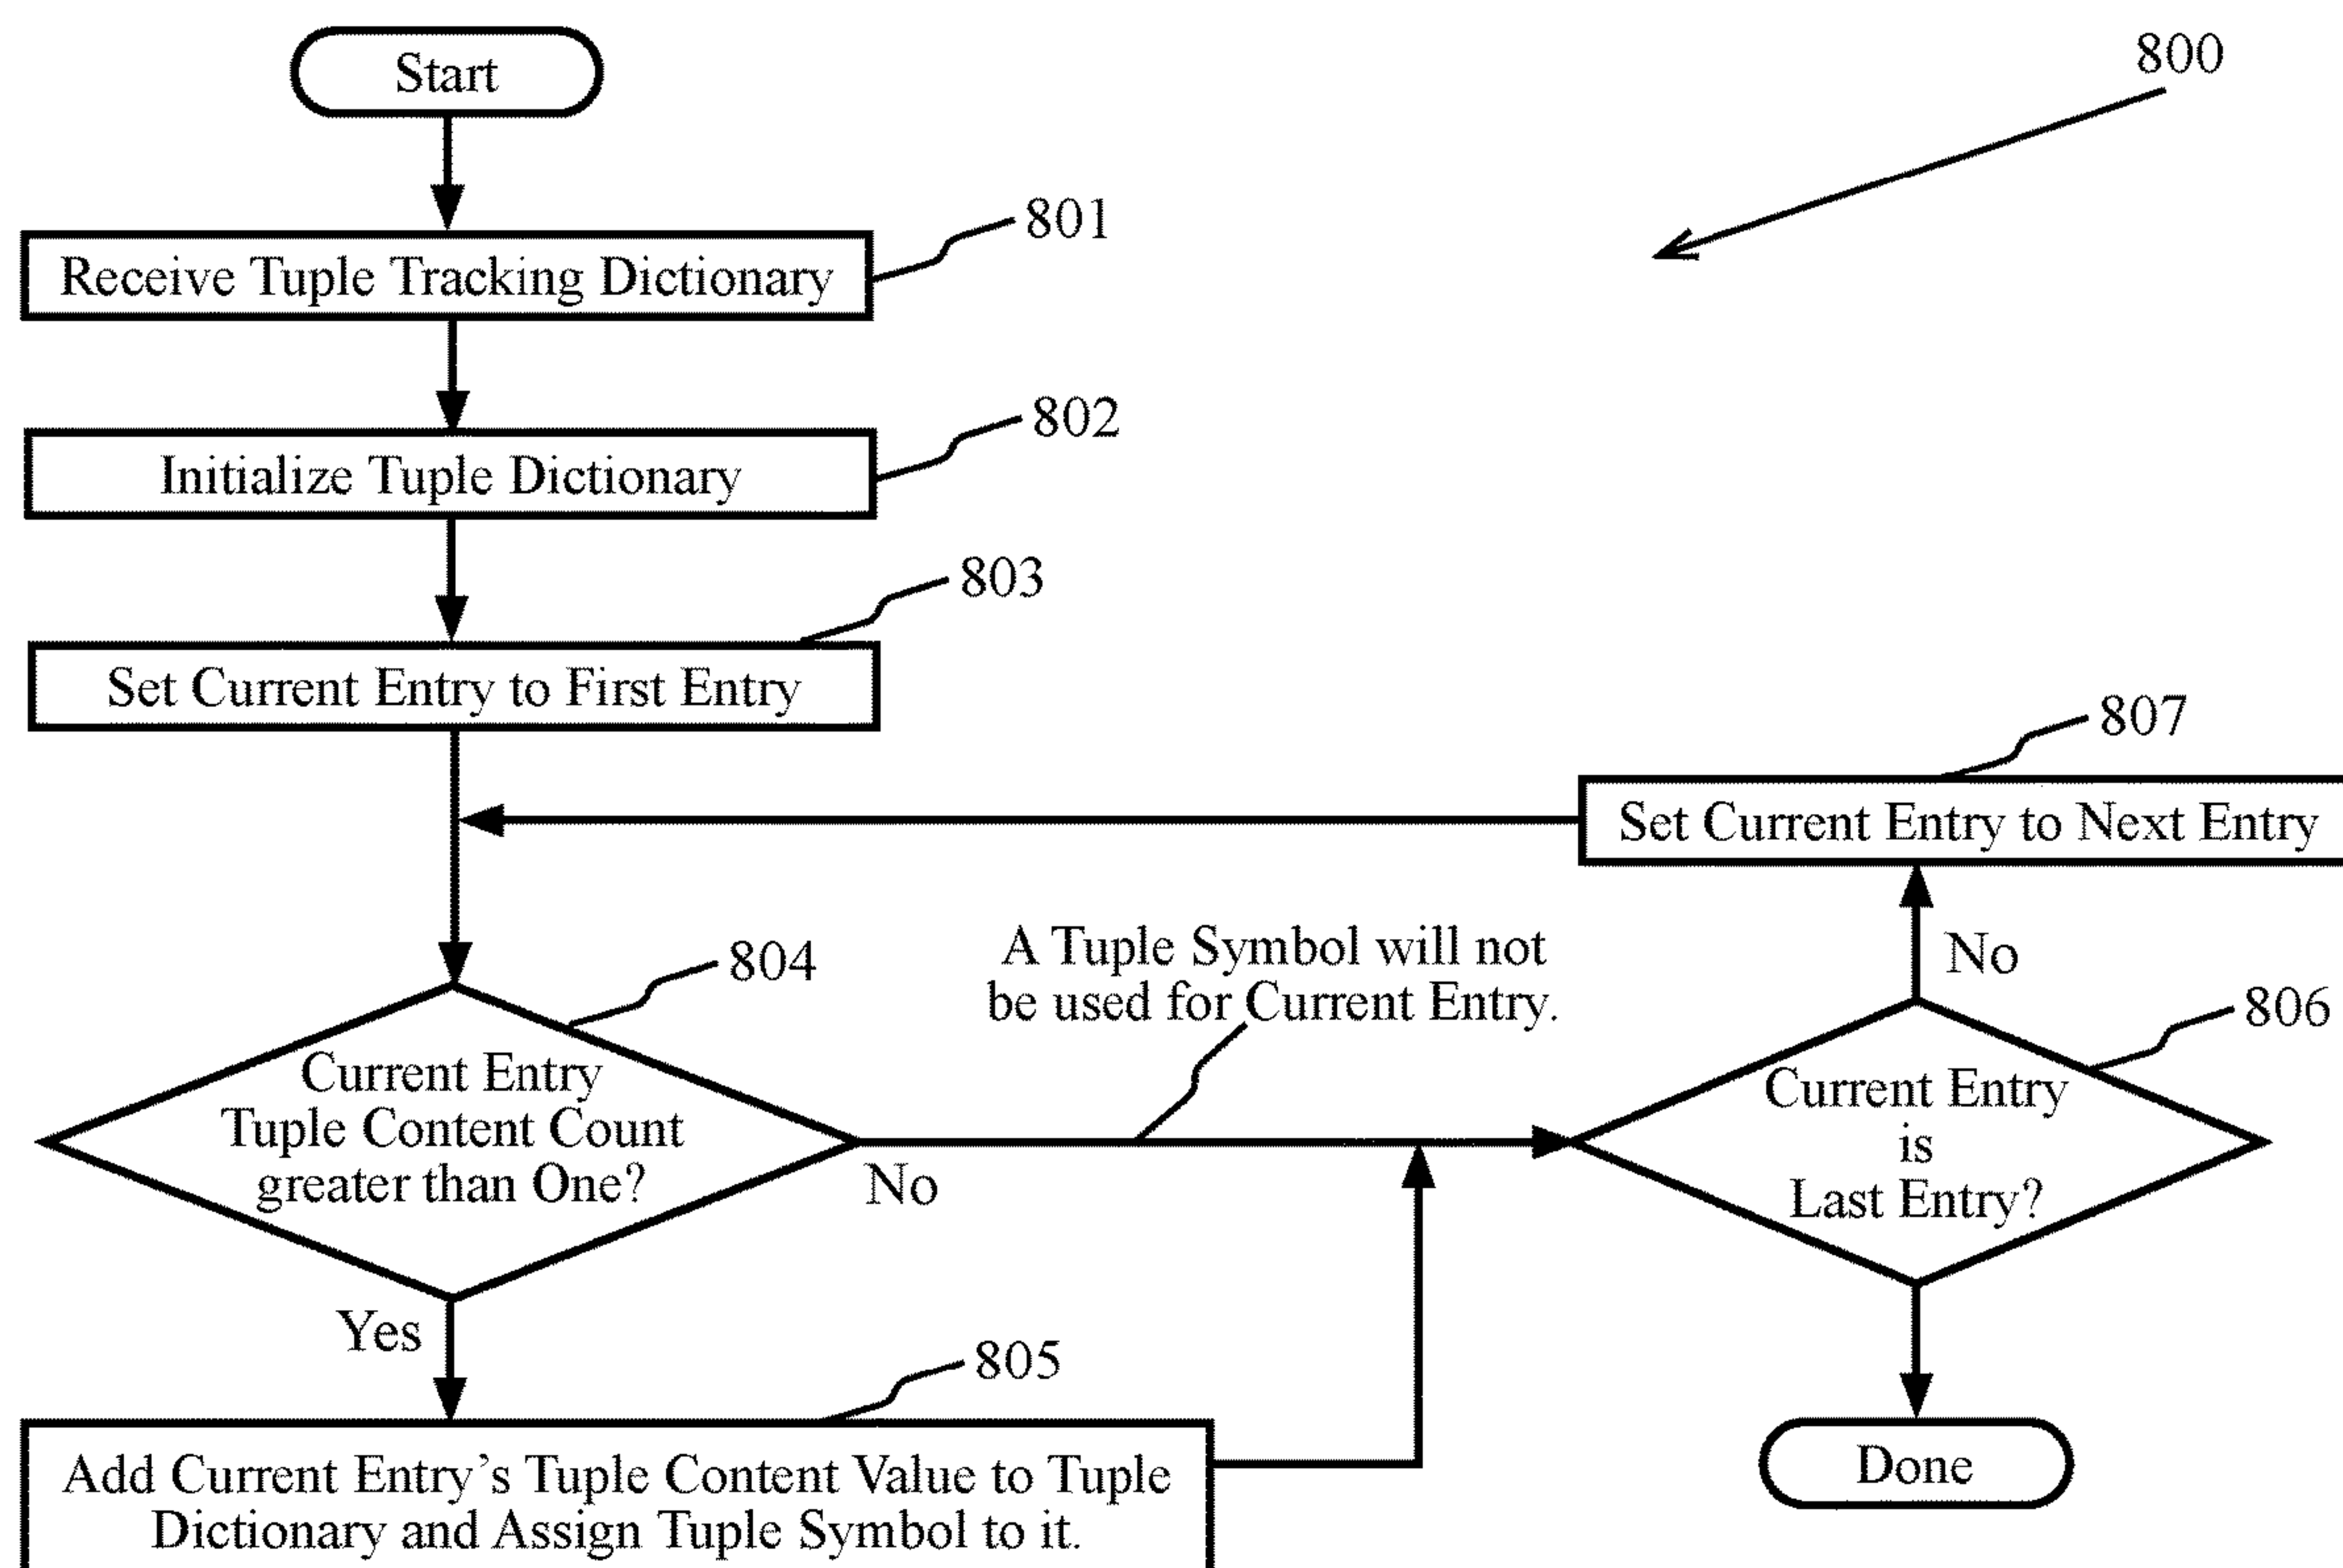 Start
800
801
Receive Tuple Tracking Dictionary
802
Initialize Tuple Dictionary
803
Set Current Entry to First Entry
807
Set Current Entry to Next Entry
804
A Tuple Symbol will not
be used for Current Entry.
No
806
Current Entry
Tuple Content Count
greater than One?
No
Current Entry
is
Last Entry?
Yes
805
Add Current Entry’s Tuple Content Value to Tuple
Dictionary and Assign Tuple Symbol to it.
Done